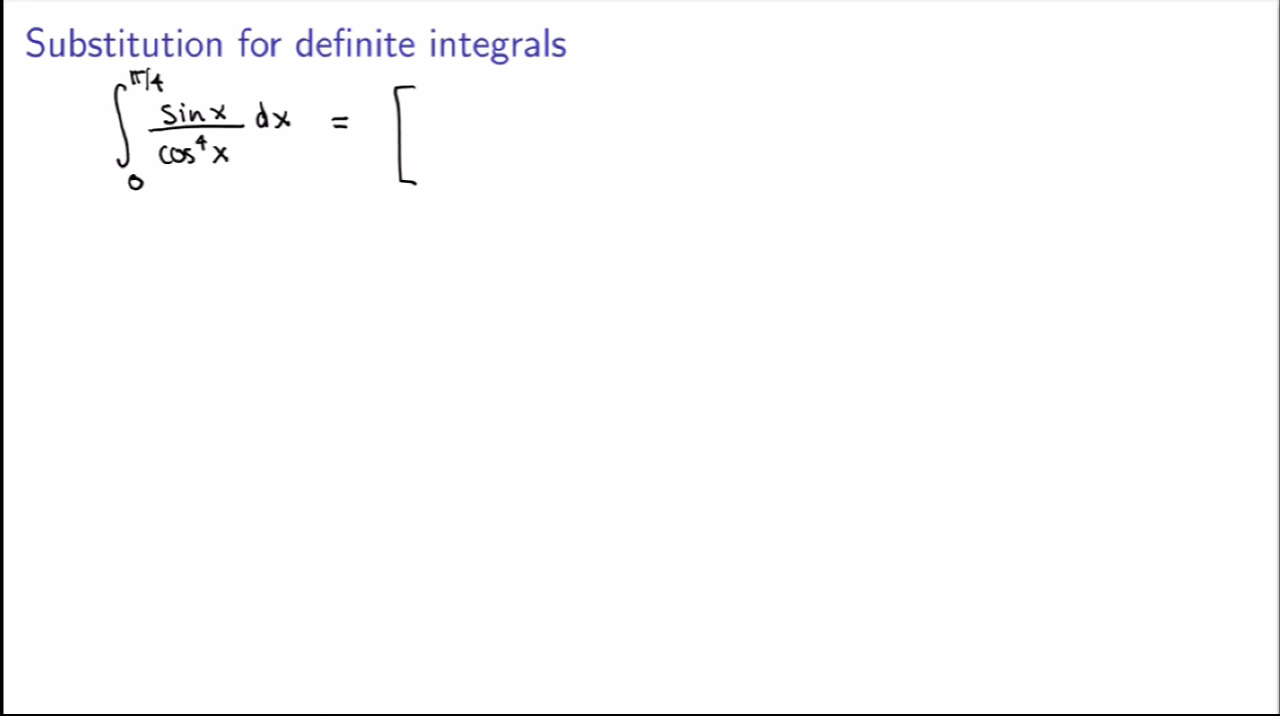 Substitution for definite integrals
∫₀^{π/4} sin x / cos⁴ x dx = [